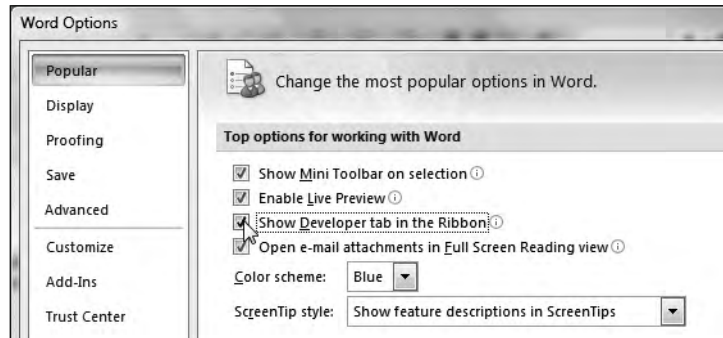 Word Options
Popular
Display
Proofing
Save
Advanced
Customize
Add-Ins
Trust Center
Change the most popular options in Word.
Top options for working with Word
Show Mini Toolbar on selection
Enable Live Preview
Show Developer tab in the Ribbon
Open e-mail attachments in Full Screen Reading view
Color scheme: Blue
ScreenTip style: Show feature descriptions in ScreenTips